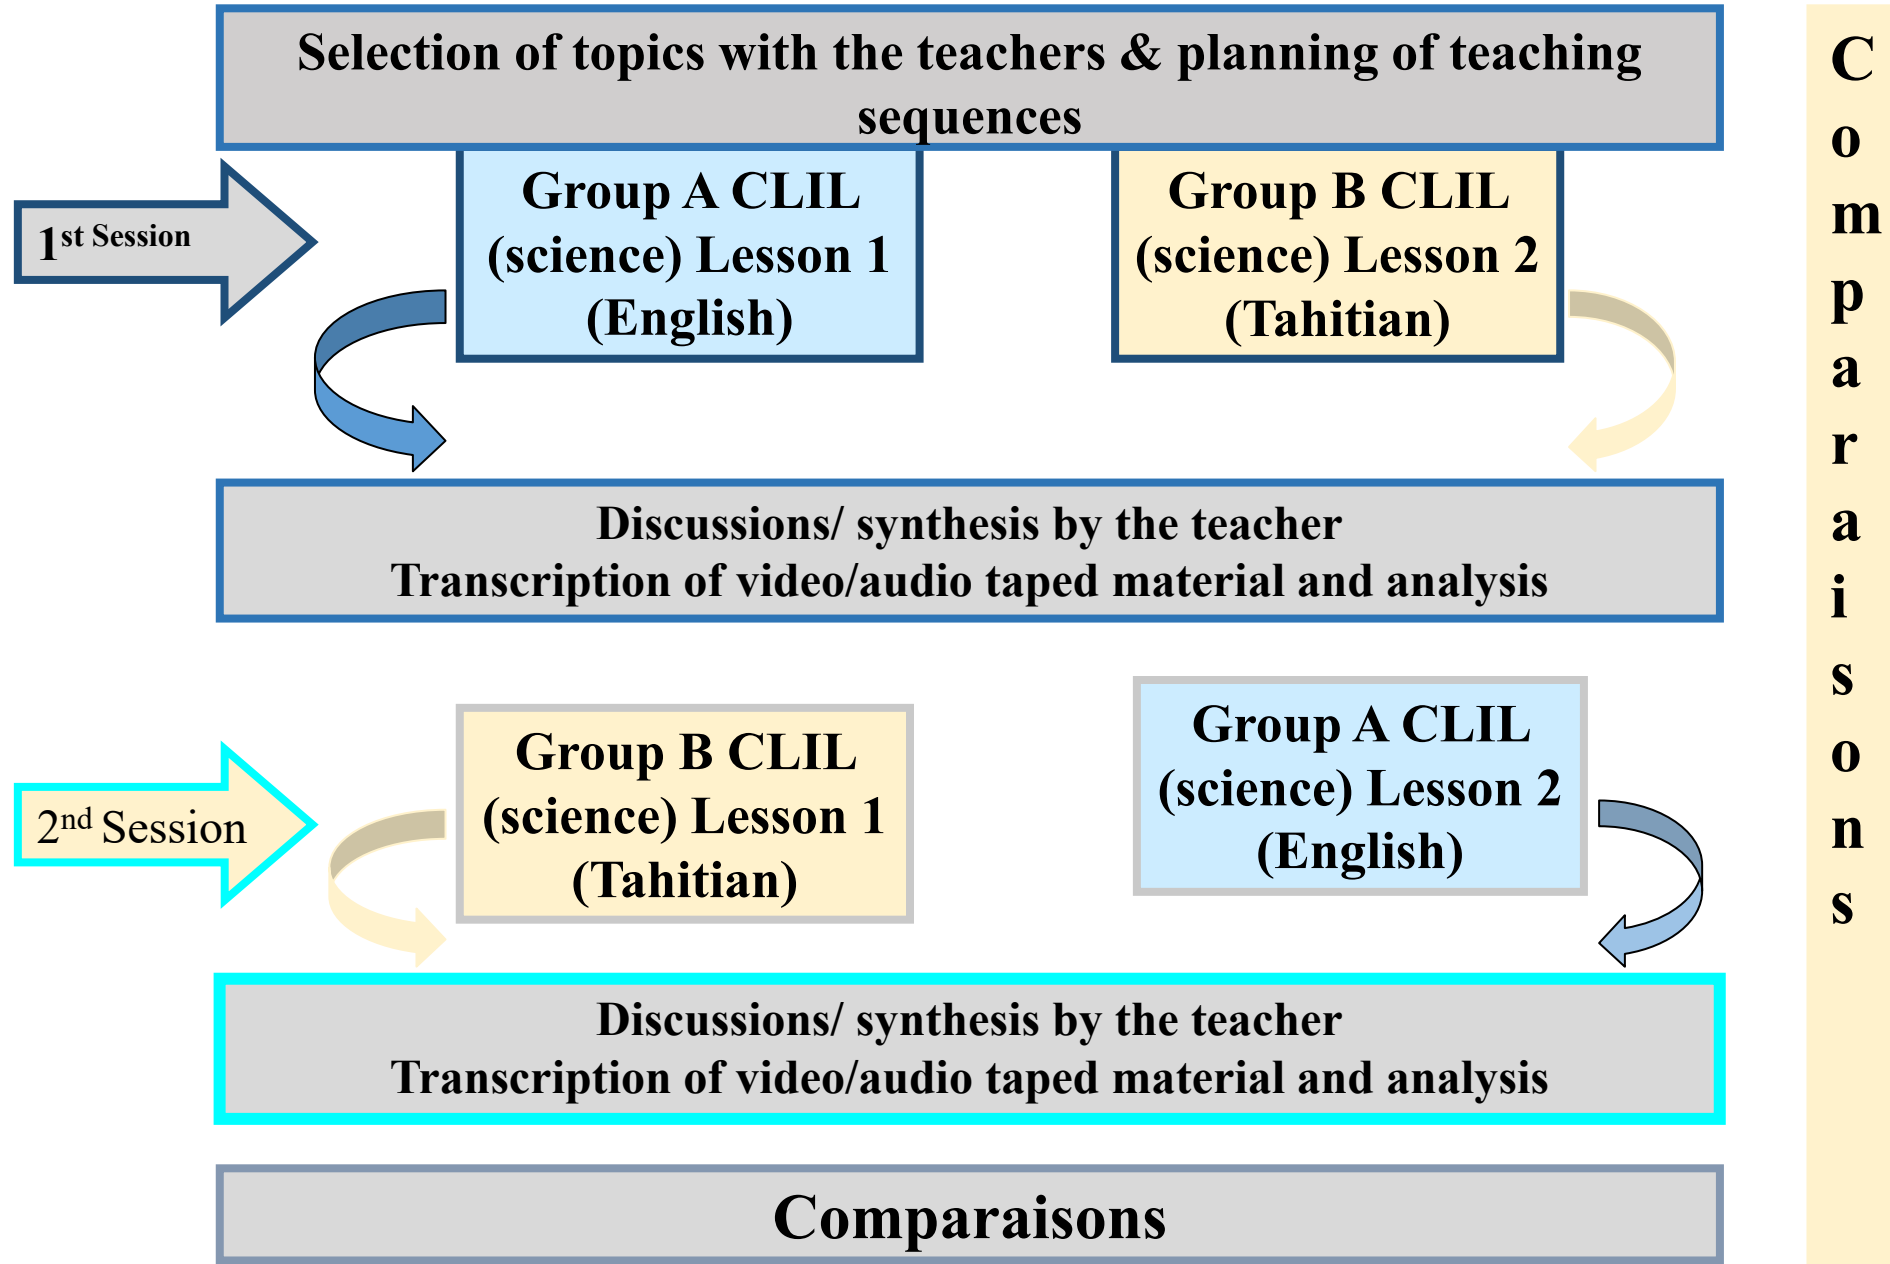 Selection of topics with the teachers & planning of teaching
sequences
1st Session
Group A CLIL
(science) Lesson 1
(English)
Group B CLIL
(science) Lesson 2
(Tahitian)
Discussions/ synthesis by the teacher
Transcription of video/audio taped material and analysis
2nd Session
Group B CLIL
(science) Lesson 1
(Tahitian)
Group A CLIL
(science) Lesson 2
(English)
Discussions/ synthesis by the teacher
Transcription of video/audio taped material and analysis
Comparaisons
Comparaisons